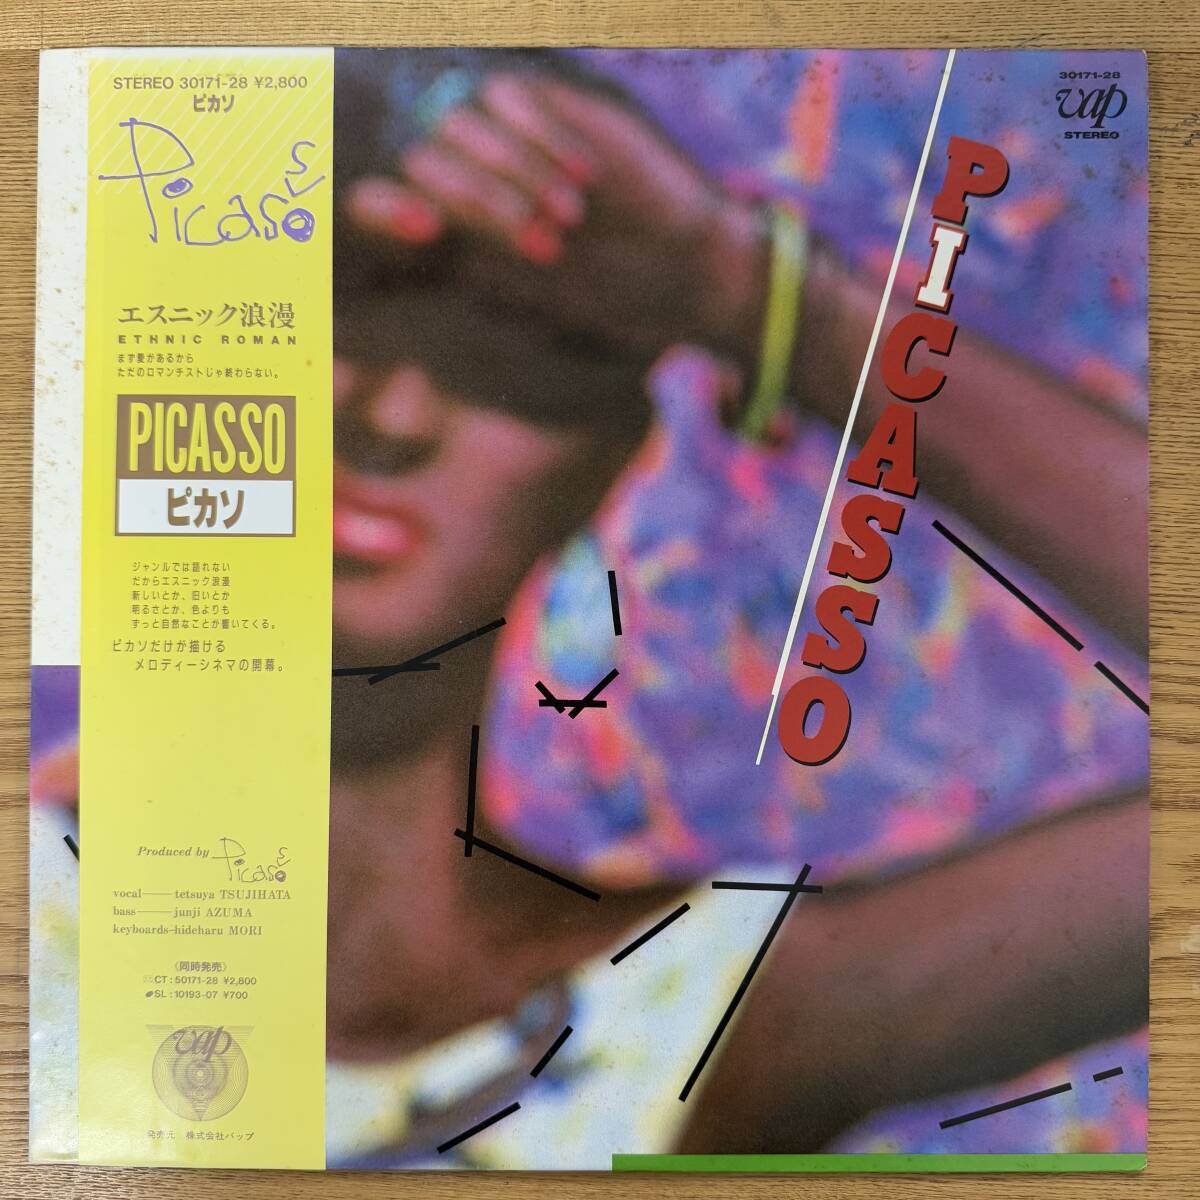 STEREO 30171-28 ¥2,800
ピカソ
Picasso
エスニック浪漫
ETHNIC ROMAN
まず愛があるから
ただのロマンチストじゃ終わらない。
PICASSO
ピカソ
ジャンルでは語れない
だからエスニック浪漫
新しいとか、旧いとか
明るさとか、色よりも
ずっと自然なことが響いてくる。
ピカソだけが描ける
メロディーシネマの開幕。
Produced by Picasso
vocal——tetsuya TSUJIHATA
bass——junji AZUMA
keyboards–hideharu MORI
〈同時発売〉
CT:50171-28 ¥2,800
SL:10193-07 ¥700
vap
発売元 株式会社バップ
30171-28
vap
STEREO
PICASSO